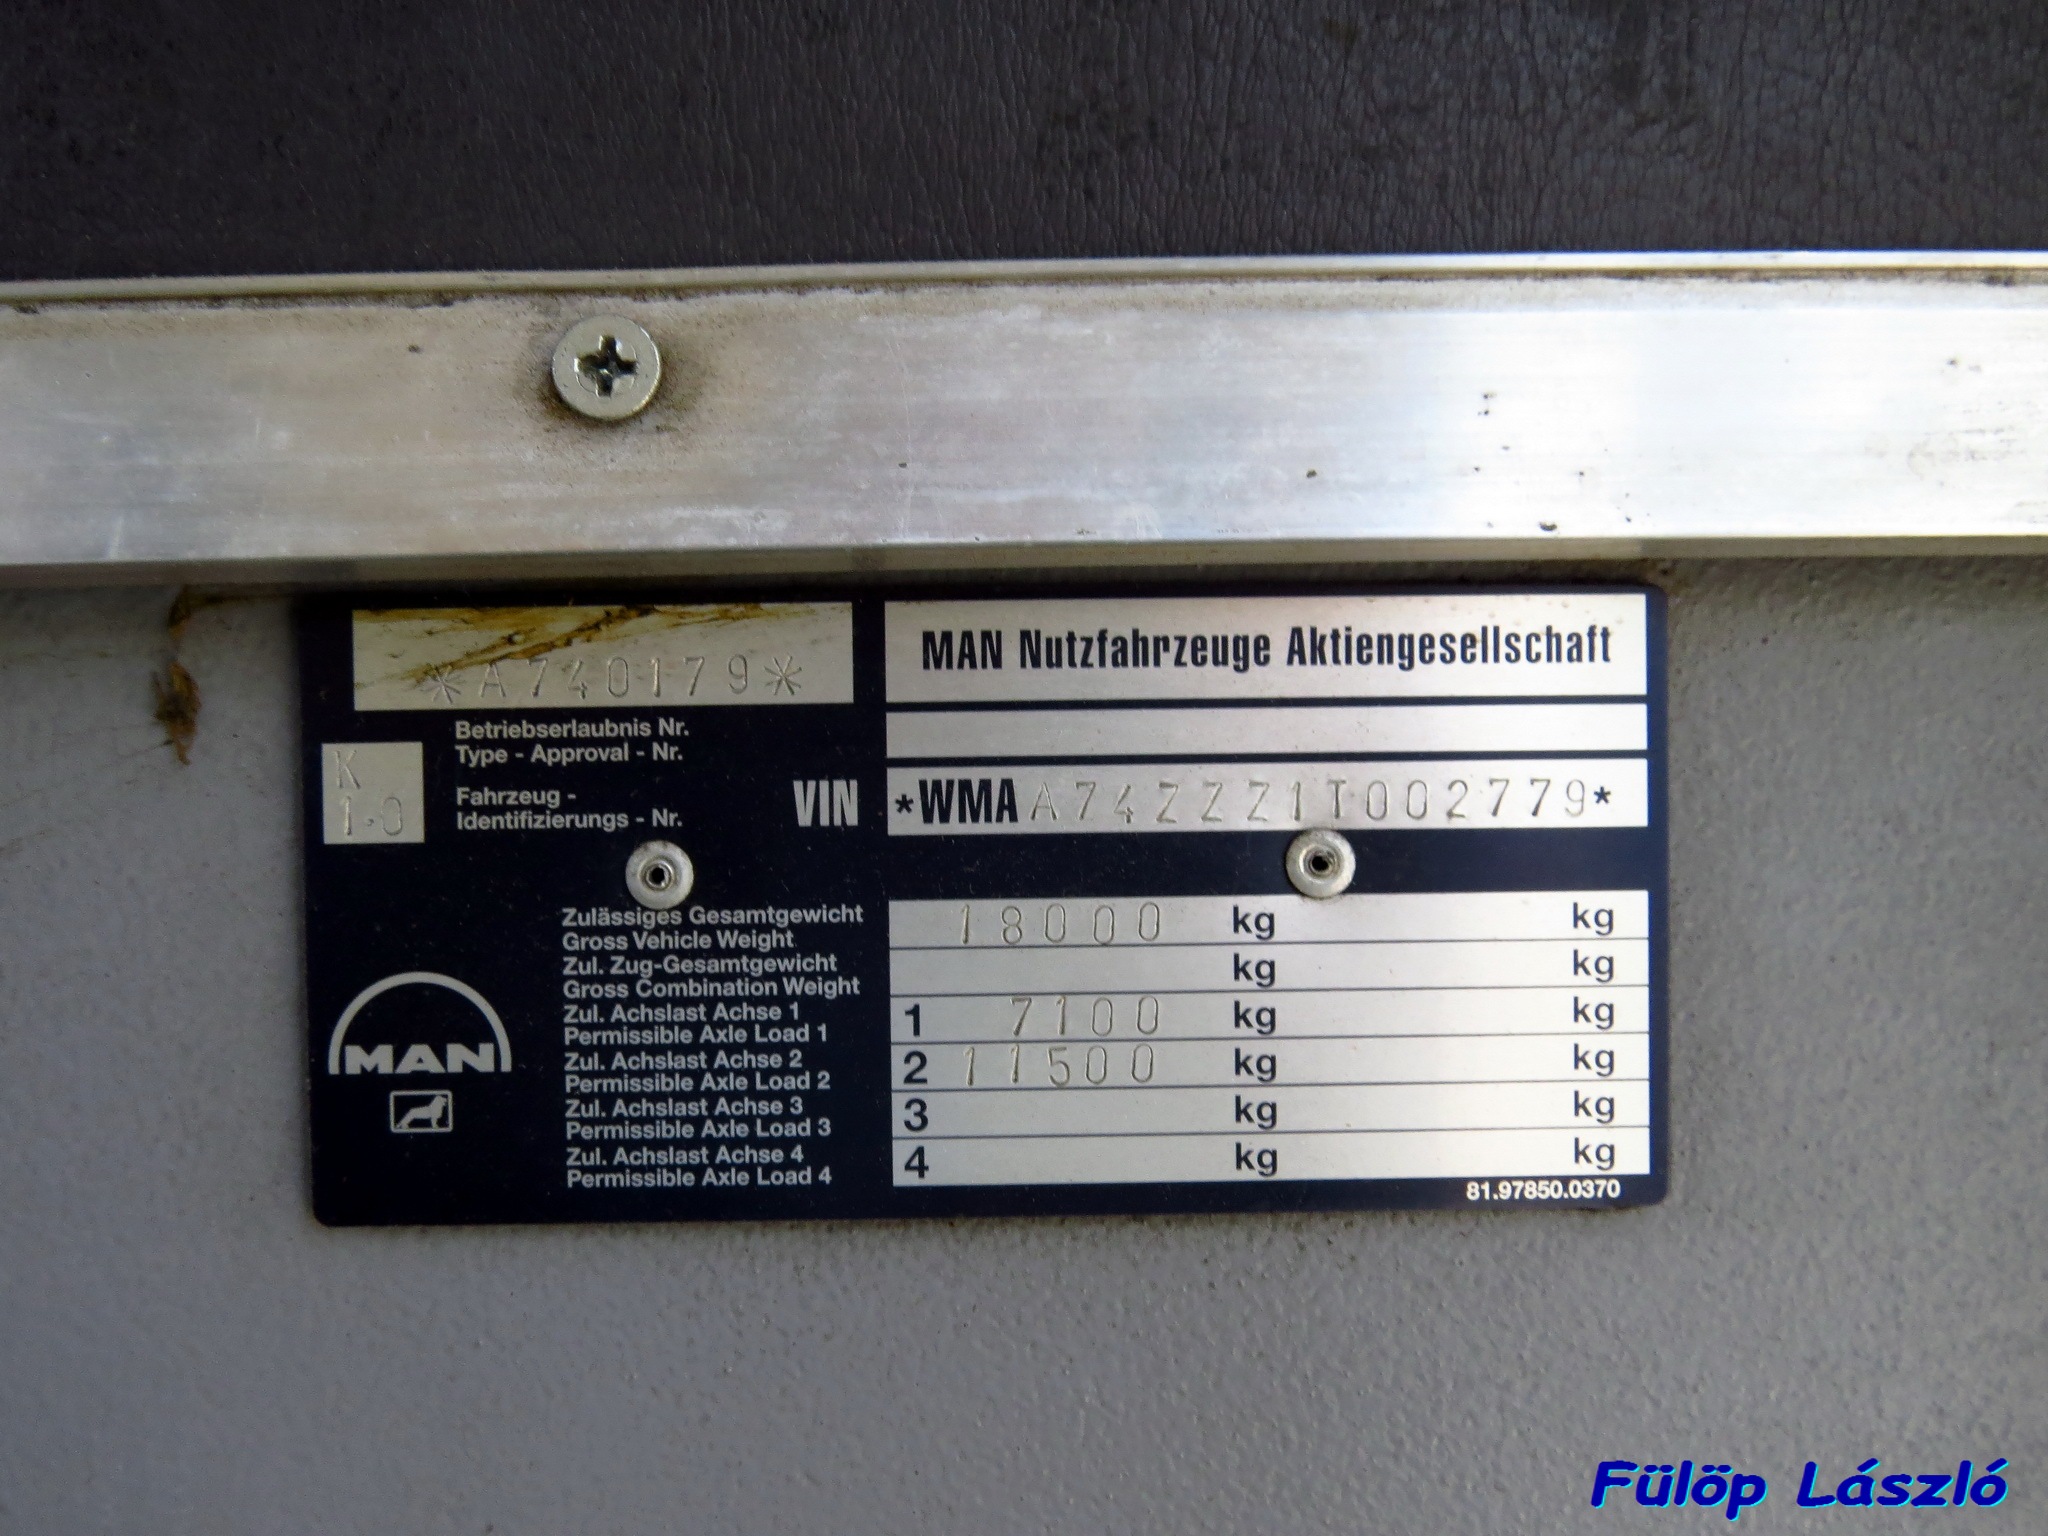 *A740179*
MAN Nutzfahrzeuge Aktiengesellschaft
Betriebserlaubnis Nr.
Type - Approval - Nr.
K
1.0
Fahrzeug -
Identifizierungs - Nr.
VIN
*WMAA74ZZZ1T002779*
Zulässiges Gesamtgewicht
Gross Vehicle Weight
18000 kg kg
Zul. Zug-Gesamtgewicht
Gross Combination Weight
kg kg
Zul. Achslast Achse 1
Permissible Axle Load 1
1 7100 kg kg
Zul. Achslast Achse 2
Permissible Axle Load 2
2 11500 kg kg
Zul. Achslast Achse 3
Permissible Axle Load 3
3 kg kg
Zul. Achslast Achse 4
Permissible Axle Load 4
4 kg kg
MAN
81.97850.0370
Fülöp László